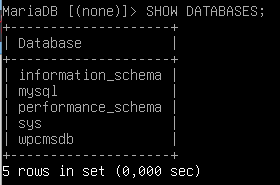 MariaDB [(none)]> SHOW DATABASES;
+--------------------+
| Database           |
+--------------------+
| information_schema |
| mysql              |
| performance_schema |
| sys                |
| wpcmsdb            |
+--------------------+
5 rows in set (0,000 sec)